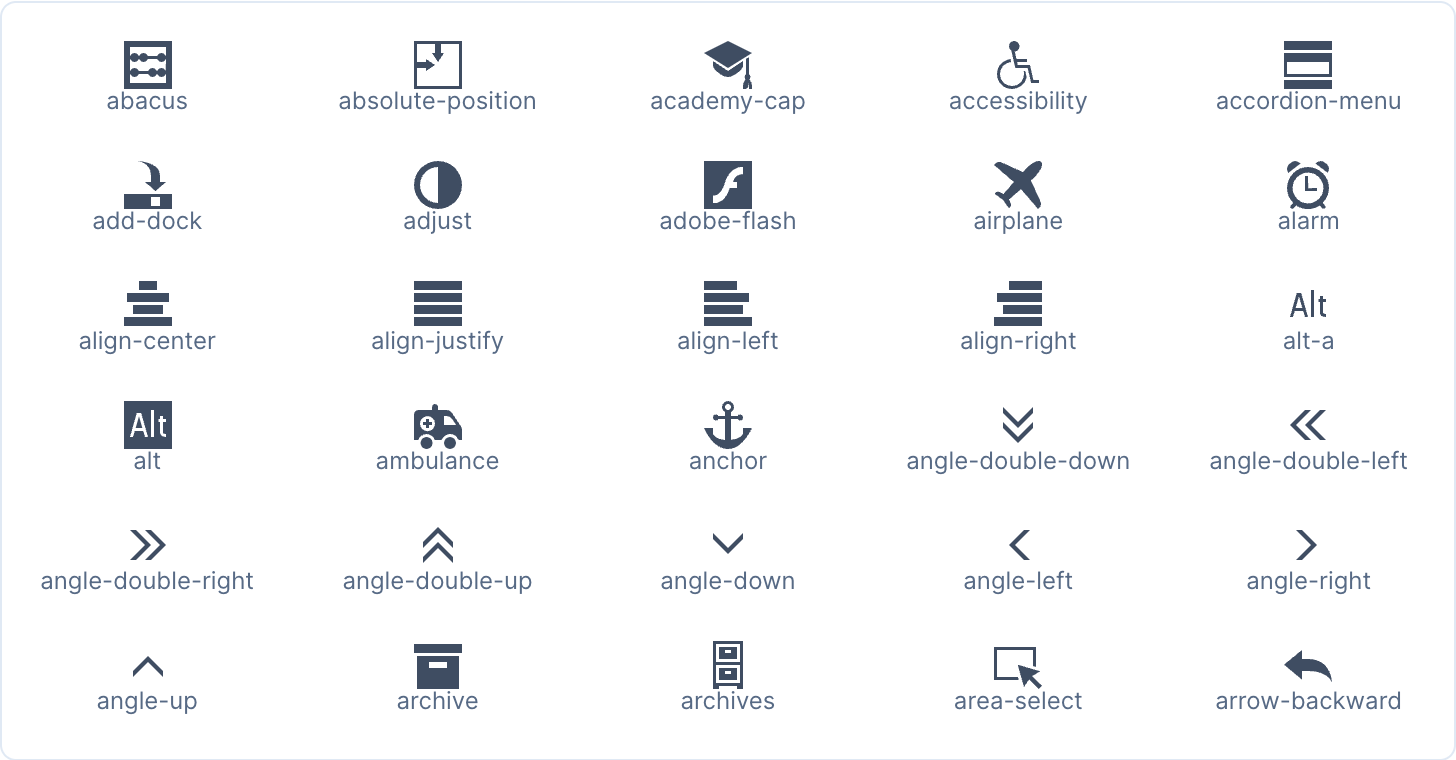 abacus absolute-position academy-cap accessibility accordion-menu
add-dock adjust adobe-flash airplane alarm
Alt
align-center align-justify align-left align-right alt-a
Alt
alt ambulance anchor angle-double-down angle-double-left
angle-double-right angle-double-up angle-down angle-left angle-right
angle-up archive archives area-select arrow-backward